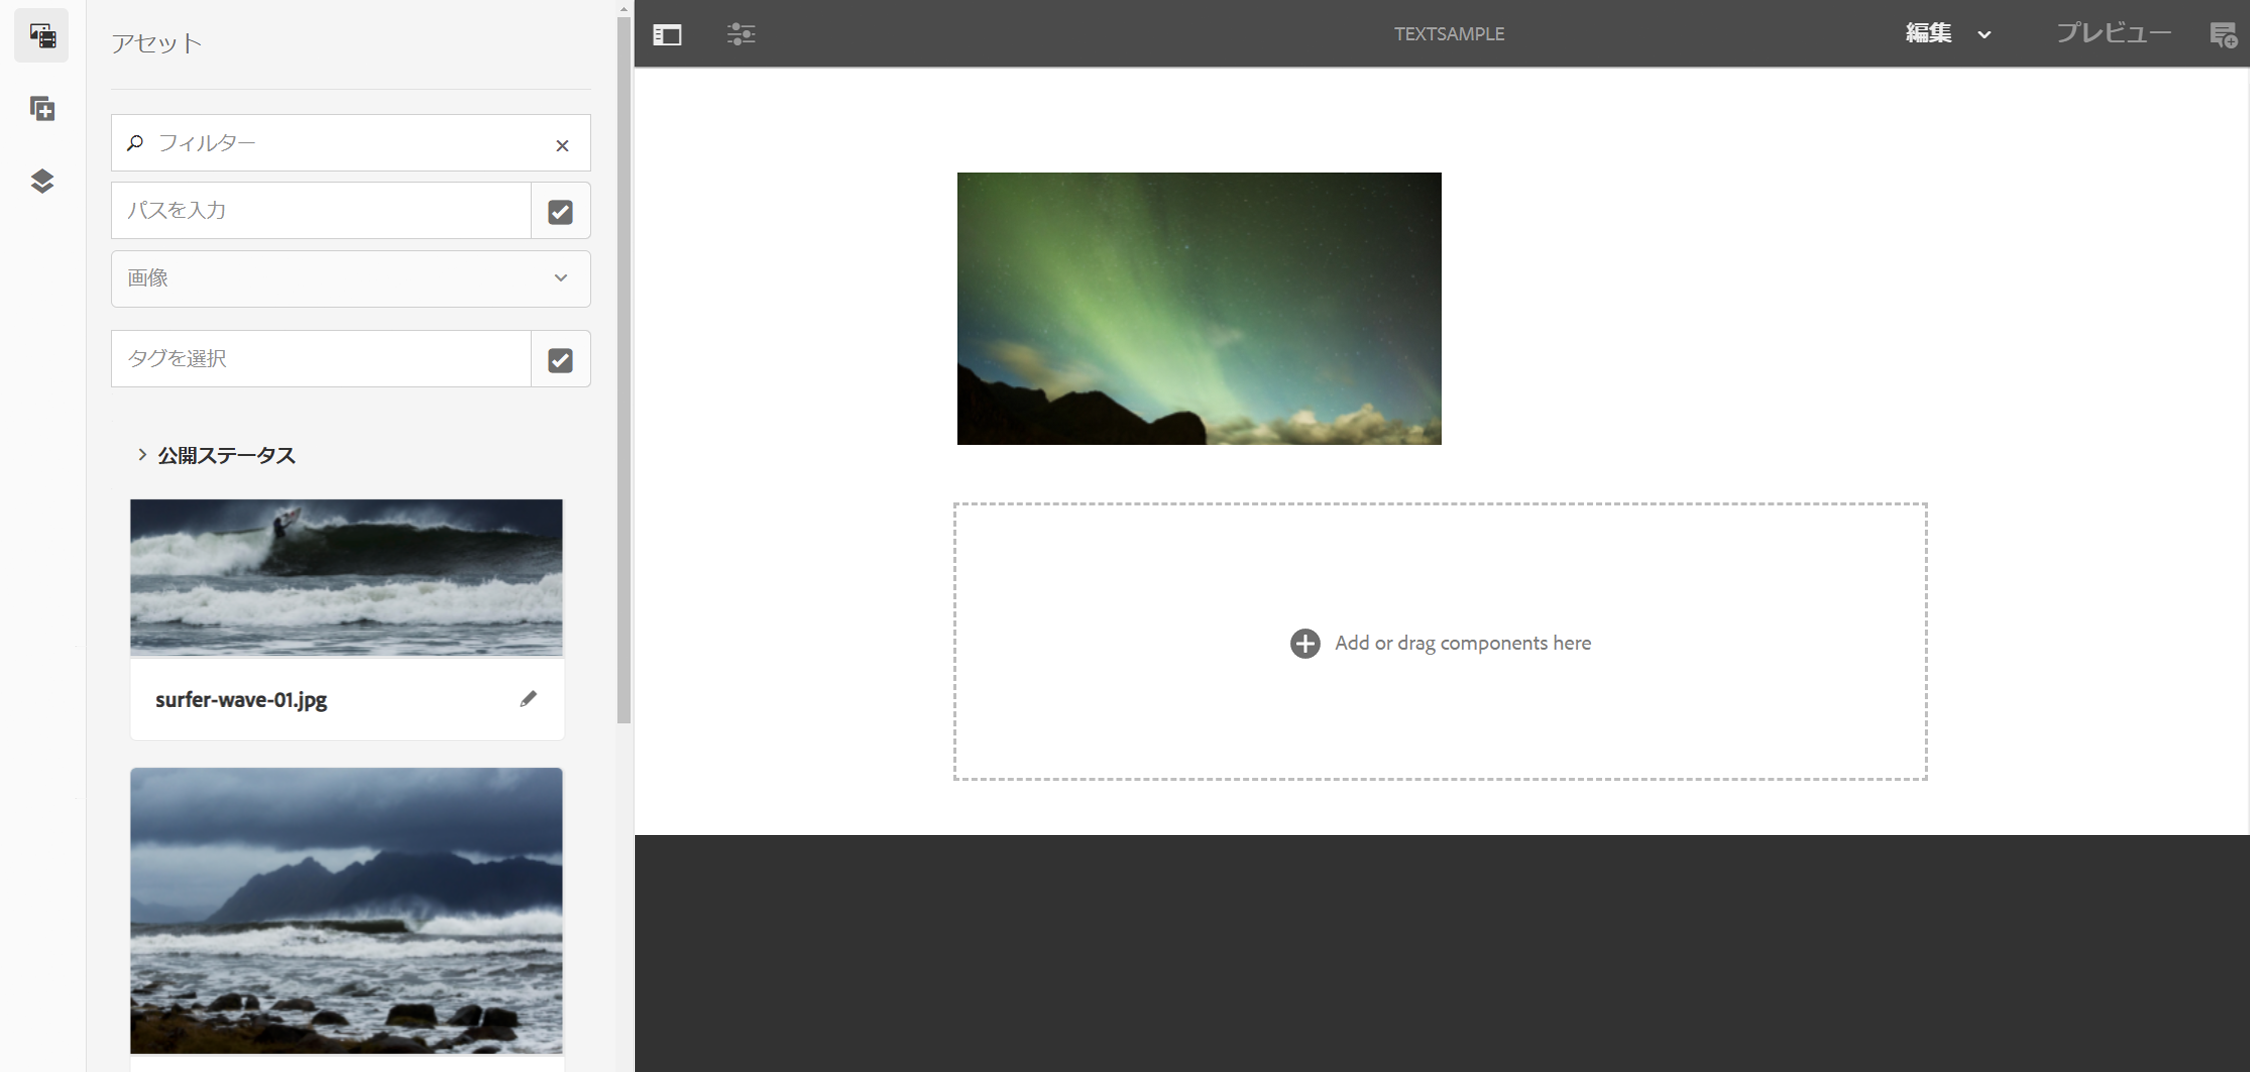 アセット
フィルター
パスを入力
画像
タグを選択
公開ステータス
surfer-wave-01.jpg
TEXTSAMPLE
編集
プレビュー
Add or drag components here